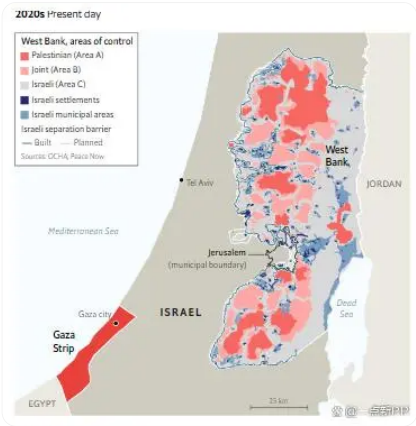 2020s Present day
West Bank, areas of control
Palestinian (Area A)
Joint (Area B)
Israeli (Area C)
Israeli settlements
Israeli municipal areas
Israeli separation barrier
Built Planned
Sources: OCHA, Peace Now
West
Bank
JORDAN
Tel Aviv
Mediterranean Sea
Jerusalem
(municipal boundary)
Gaza city
ISRAEL
Dead
Sea
Gaza
Strip
EGYPT
25 km